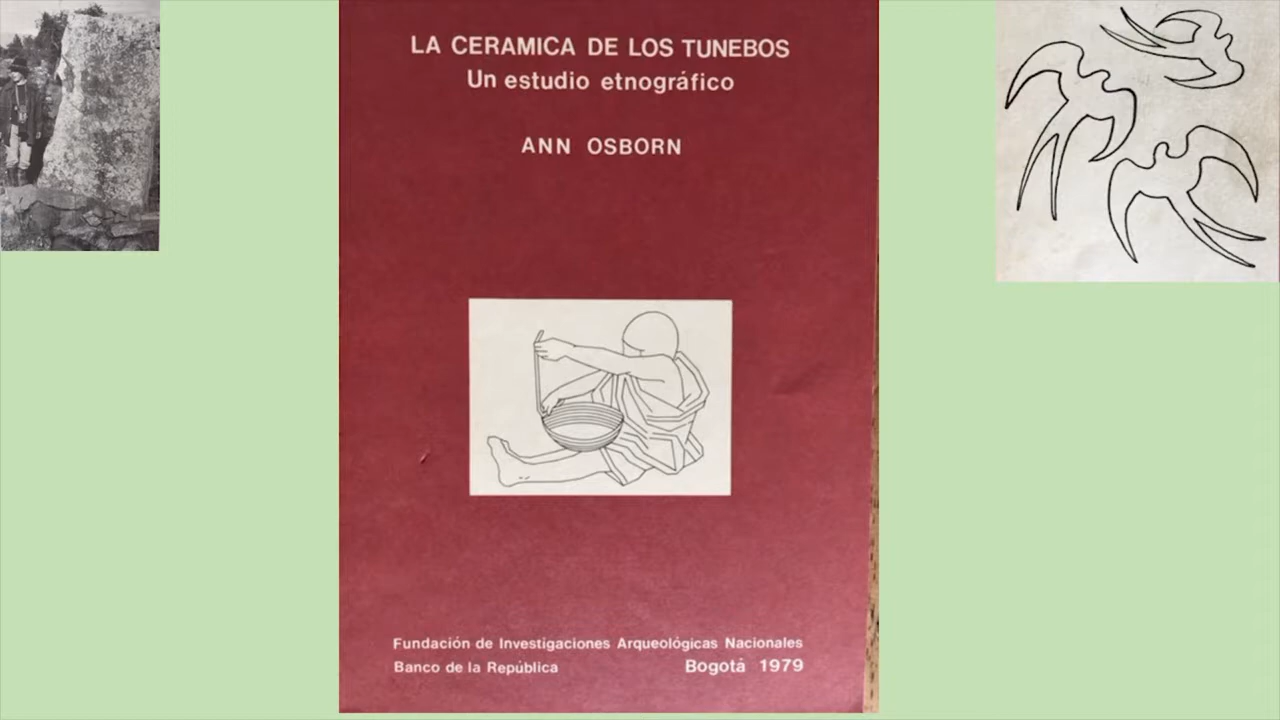 LA CERAMICA DE LOS TUNEBOS
Un estudio etnográfico
ANN OSBORN
Fundación de Investigaciones Arqueológicas Nacionales
Banco de la República Bogotá 1979